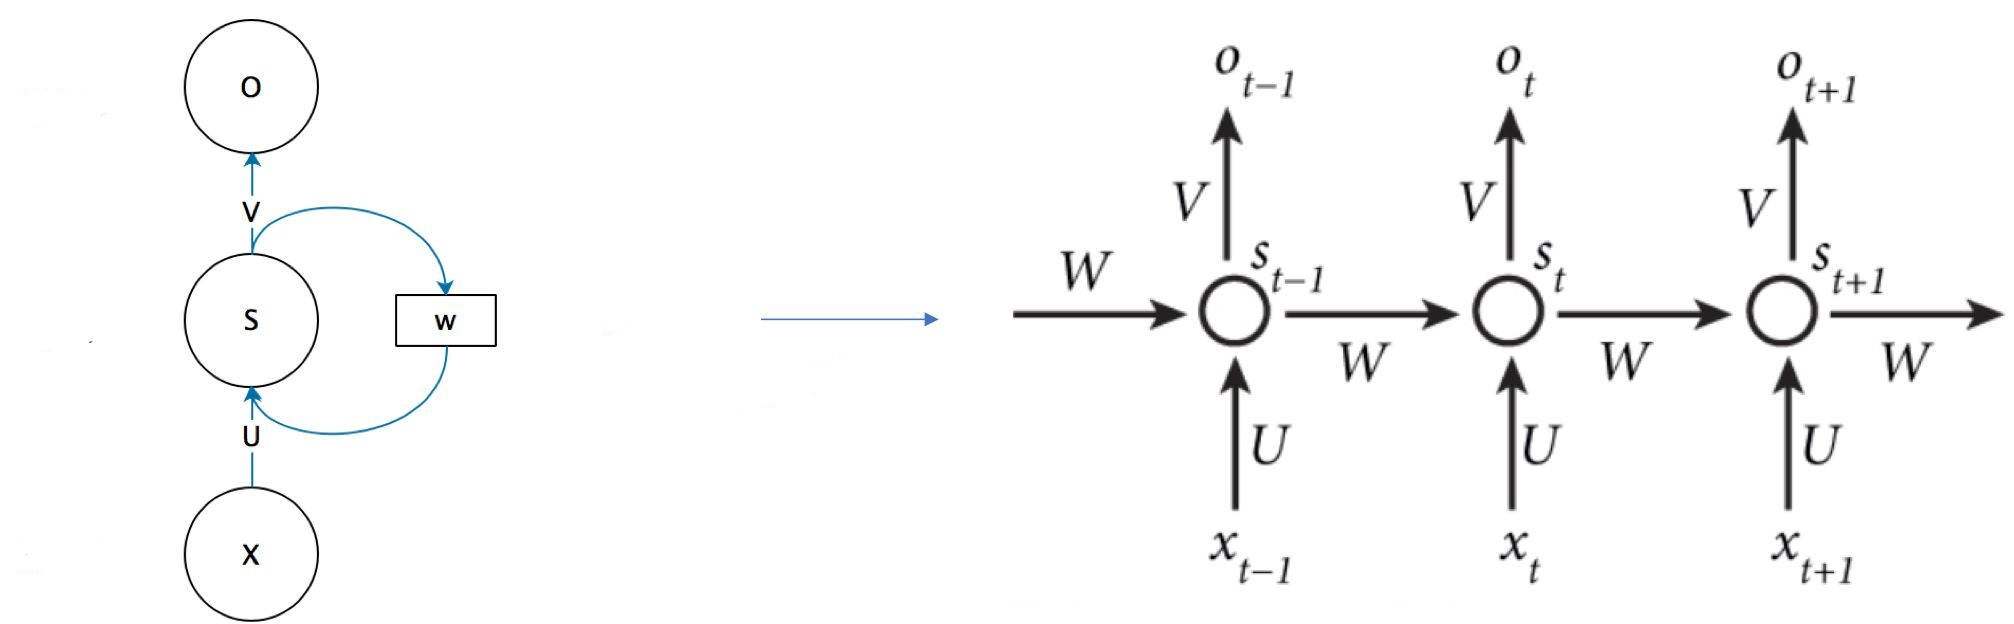 O
V
S
W
U
X
o t−1
o t
o t+1
V
V
V
W
s t−1
s t
s t+1
W
W
W
U
U
U
x t−1
x t
x t+1